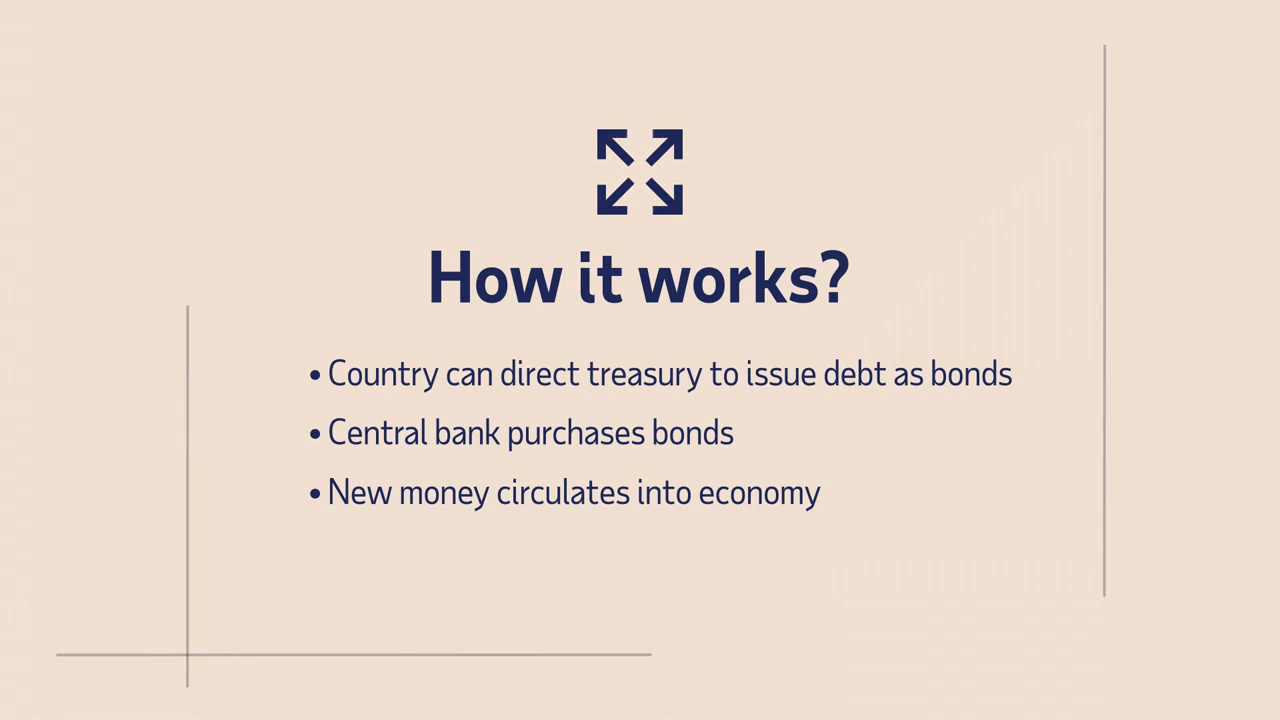 How it works?
• Country can direct treasury to issue debt as bonds
• Central bank purchases bonds
• New money circulates into economy